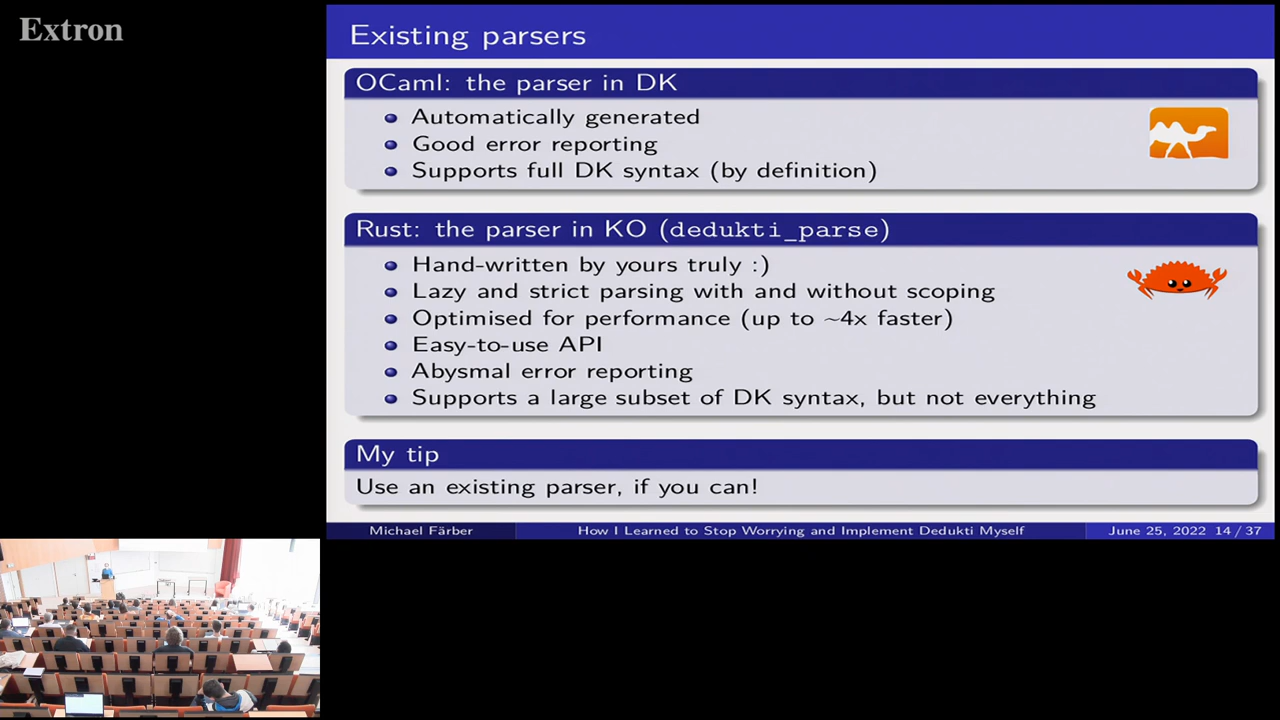 Extron
Existing parsers
OCaml: the parser in DK
Automatically generated
Good error reporting
Supports full DK syntax (by definition)
Rust: the parser in KO (dedukti_parse)
Hand-written by yours truly :)
Lazy and strict parsing with and without scoping
Optimised for performance (up to ~4x faster)
Easy-to-use API
Abysmal error reporting
Supports a large subset of DK syntax, but not everything
My tip
Use an existing parser, if you can!
Michael Färber How I Learned to Stop Worrying and Implement Dedukti Myself June 25, 2022 14 / 37